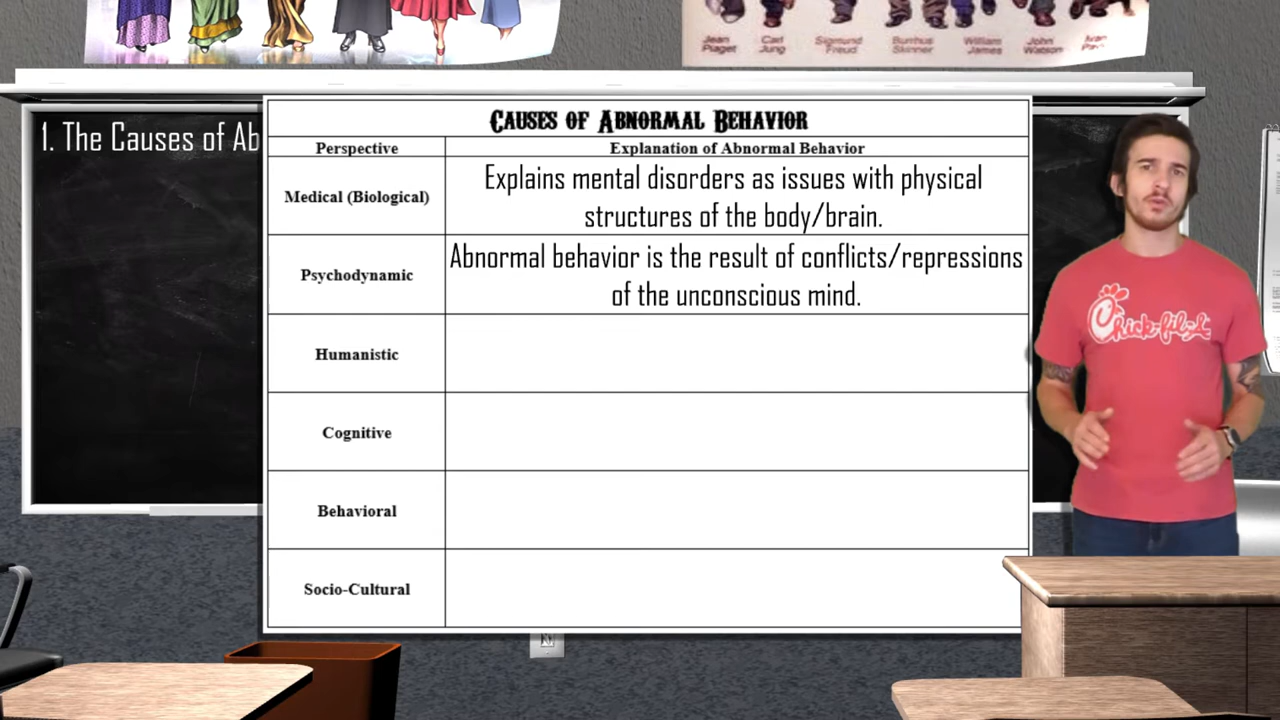 Jean Carl Sigmund Burrhus William John Ivan
Piaget Jung Freud Skinner James Watson
1. The Causes of Ab
Causes of Abnormal Behavior
Perspective Explanation of Abnormal Behavior
Medical (Biological)
Explains mental disorders as issues with physical
structures of the body/brain.
Psychodynamic
Abnormal behavior is the result of conflicts/repressions
of the unconscious mind.
Humanistic
Cognitive
Behavioral
Socio-Cultural
Chick-fil-A